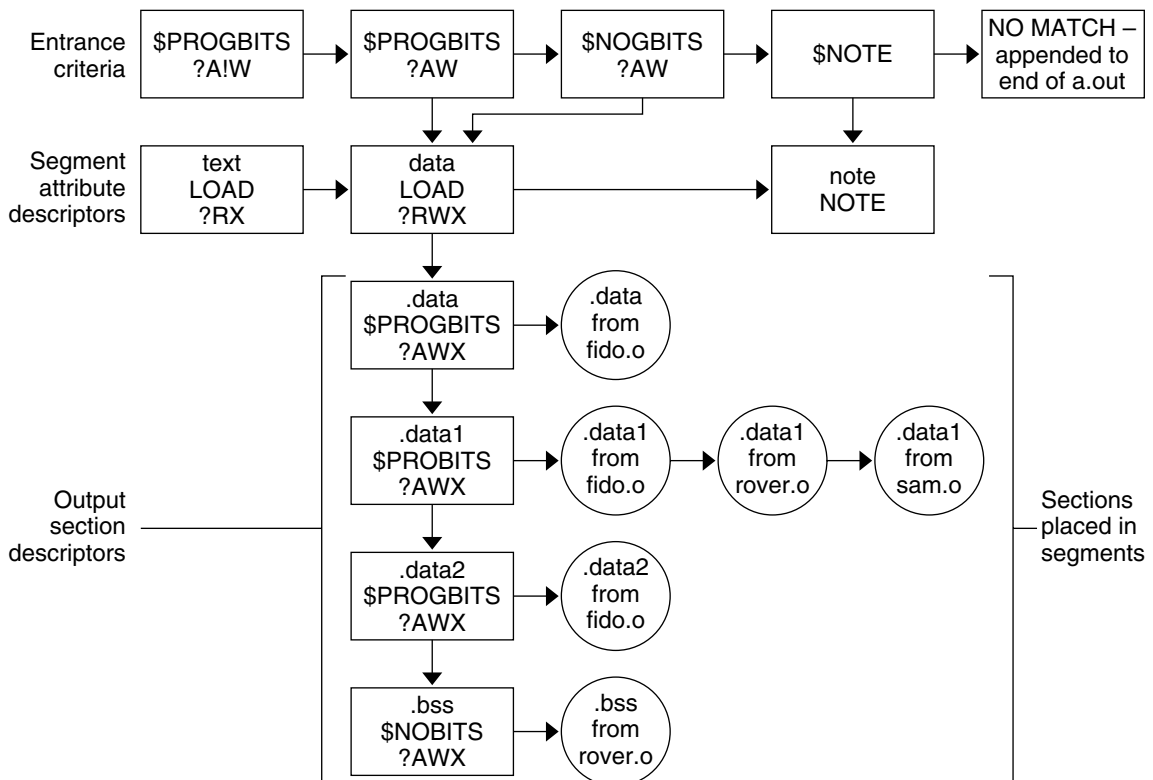 Entrance
criteria
$PROGBITS
?A!W
$PROGBITS
?AW
$NOGBITS
?AW
$NOTE
NO MATCH –
appended to
end of a.out
Segment
attribute
descriptors
text
LOAD
?RX
data
LOAD
?RWX
note
NOTE
.data
$PROGBITS
?AWX
.data
from
fido.o
.data1
$PROBITS
?AWX
.data1
from
fido.o
.data1
from
rover.o
.data1
from
sam.o
Output
section
descriptors
Sections
placed in
segments
.data2
$PROGBITS
?AWX
.data2
from
fido.o
.bss
$NOBITS
?AWX
.bss
from
rover.o